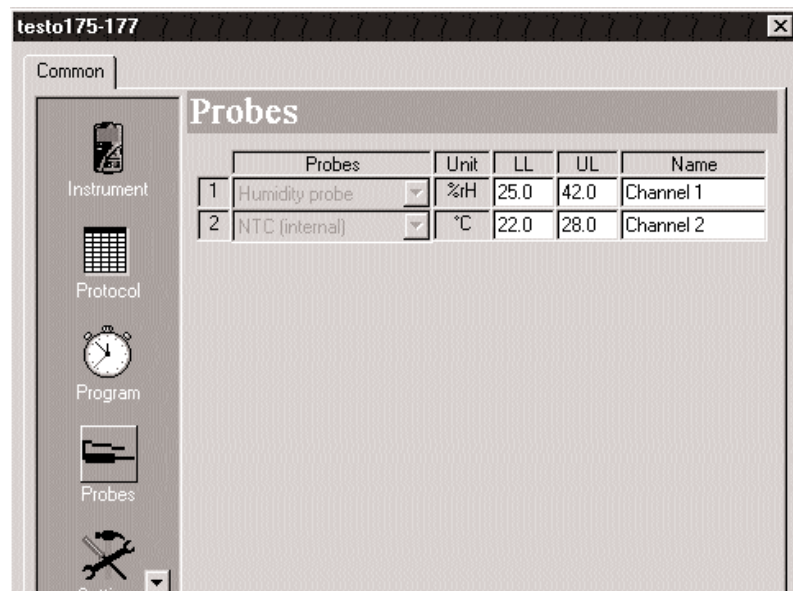 testo175-177
Common
Probes
Probes Unit LL UL Name
1 Humidity probe %rH 25.0 42.0 Channel 1
2 NTC (internal) °C 22.0 28.0 Channel 2
Instrument
Protocol
Program
Probes